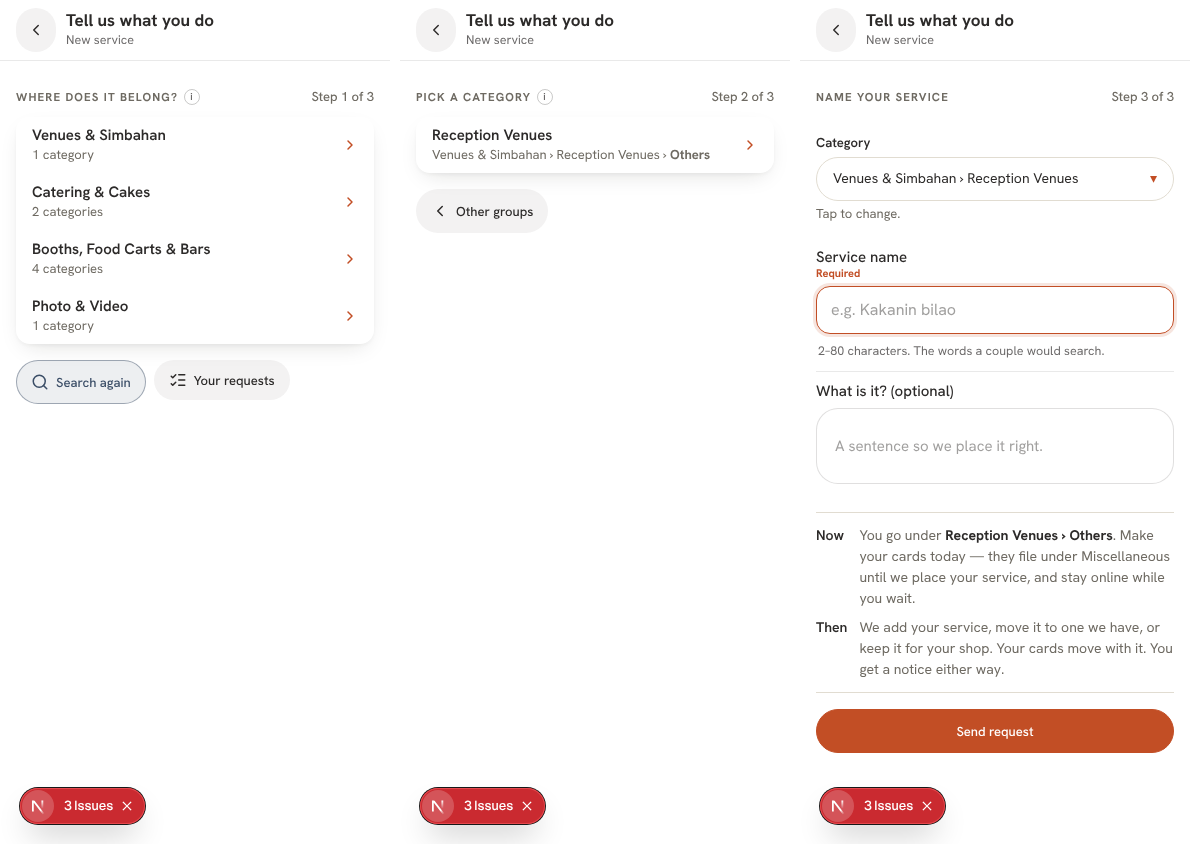 Tell us what you do
New service
WHERE DOES IT BELONG? i
Step 1 of 3
Venues & Simbahan
1 category
Catering & Cakes
2 categories
Booths, Food Carts & Bars
4 categories
Photo & Video
1 category
Search again
Your requests
3 Issues
Tell us what you do
New service
PICK A CATEGORY i
Step 2 of 3
Reception Venues
Venues & Simbahan › Reception Venues › Others
Other groups
3 Issues
Tell us what you do
New service
NAME YOUR SERVICE
Step 3 of 3
Category
Venues & Simbahan › Reception Venues
Tap to change.
Service name
Required
e.g. Kakanin bilao
2–80 characters. The words a couple would search.
What is it? (optional)
A sentence so we place it right.
Now You go under Reception Venues › Others. Make
your cards today — they file under Miscellaneous
until we place your service, and stay online while
you wait.
Then We add your service, move it to one we have, or
keep it for your shop. Your cards move with it. You
get a notice either way.
Send request
3 Issues